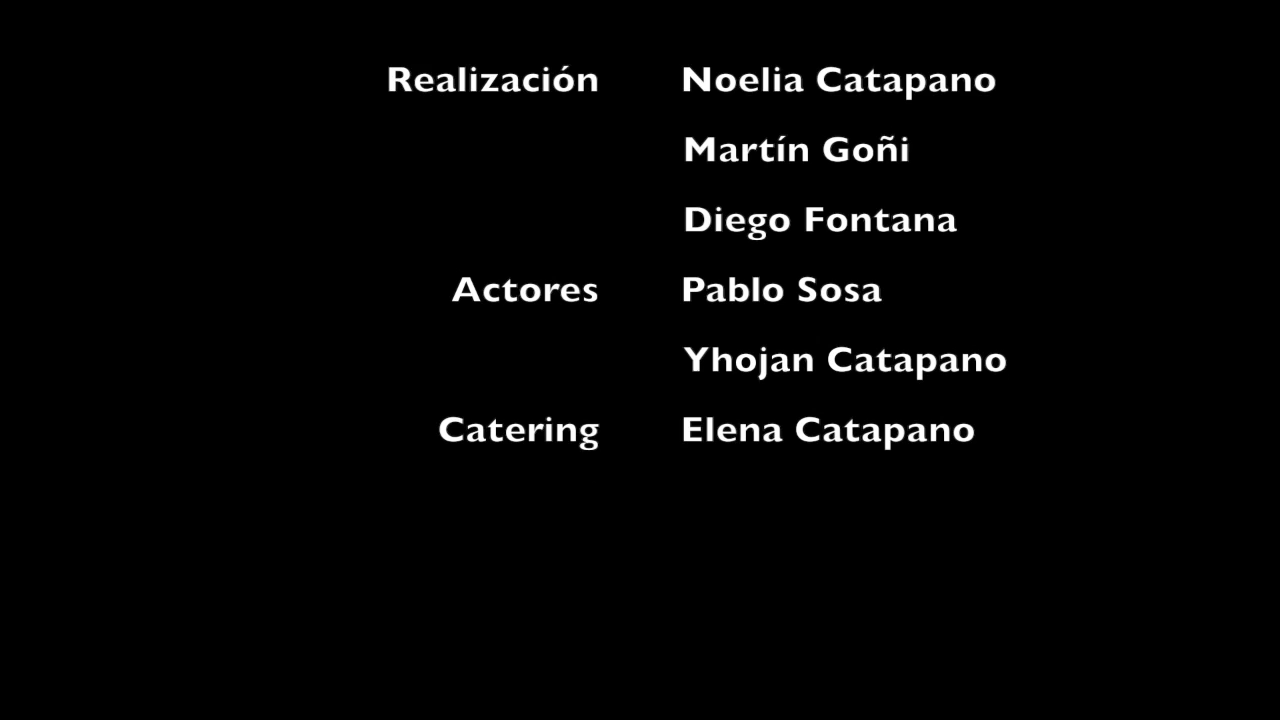 Realización Noelia Catapano
Martín Goñi
Diego Fontana
Actores Pablo Sosa
Yhojan Catapano
Catering Elena Catapano